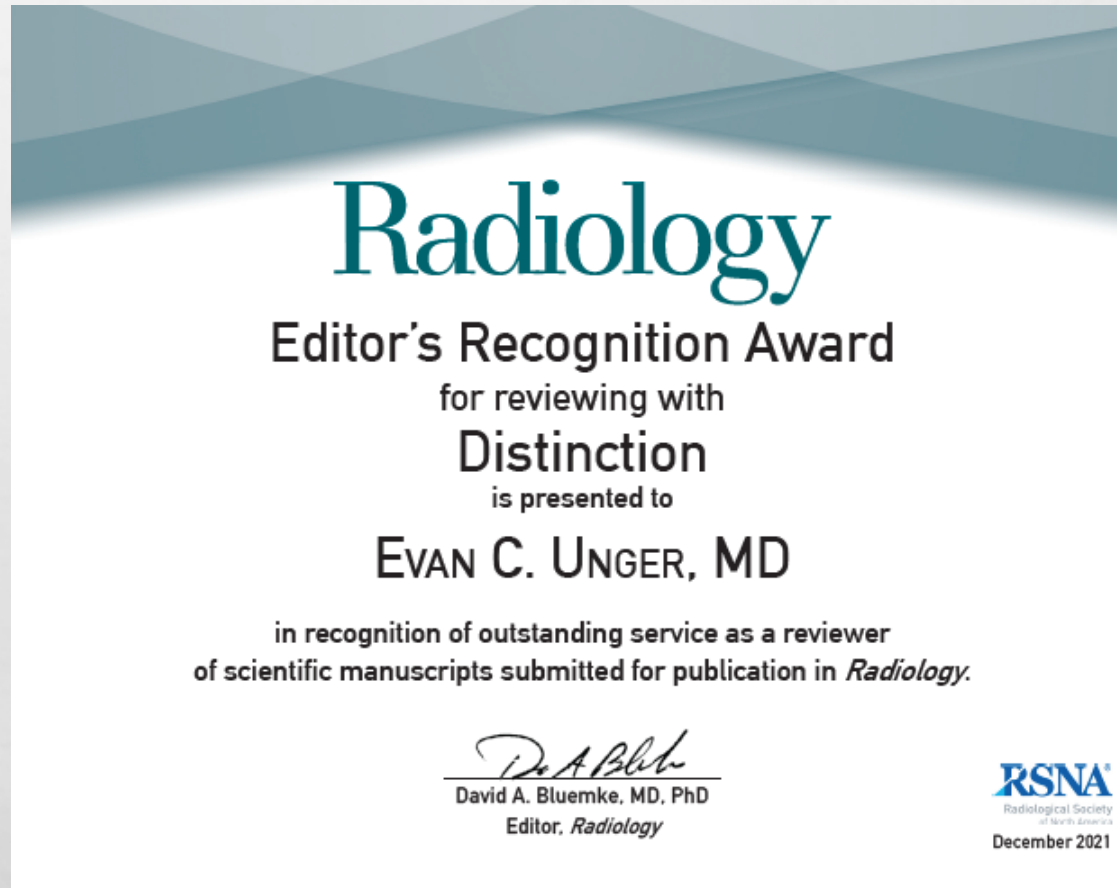 Radiology
Editor's Recognition Award
for reviewing with
Distinction
is presented to
EVAN C. UNGER, MD
in recognition of outstanding service as a reviewer
of scientific manuscripts submitted for publication in Radiology.
David A. Bluemke, MD, PhD
Editor, Radiology
RSNA®
Radiological Society
of North America
December 2021